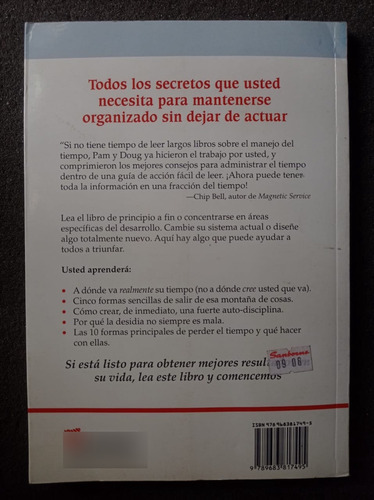 Todos los secretos que usted
necesita para mantenerse
organizado sin dejar de actuar
“Si no tiene tiempo de leer largos libros sobre el manejo del
tiempo, Pam y Doug ya hicieron el trabajo por usted, y
comprimieron los mejores consejos para administrar el tiempo
dentro de una guía de acción fácil de leer. ¡Ahora puede tener
toda la información en una fracción del tiempo!
—Chip Bell, autor de Magnetic Service
Lea el libro de principio a fin o concéntrarse en áreas
específicas del desarrollo. Cambie su sistema actual o diseñe
algo totalmente nuevo. Aquí hay algo que puede ayudar a
todos a triunfar.
Usted aprenderá:
• A dónde va realmente su tiempo (no a dónde cree usted que va).
• Cinco formas sencillas de salir de esa montaña de cosas.
• Cómo crear, de inmediato, una fuerte auto-disciplina.
• Por qué la desidia no siempre es mala.
• Las 10 formas principales de perder el tiempo y qué hacer
con ellas.
Si está listo para obtener mejores
su vida, lea este libro y comencemos
Sanborns
09 08
ISBN 978 968381749-5
9 789683 817495